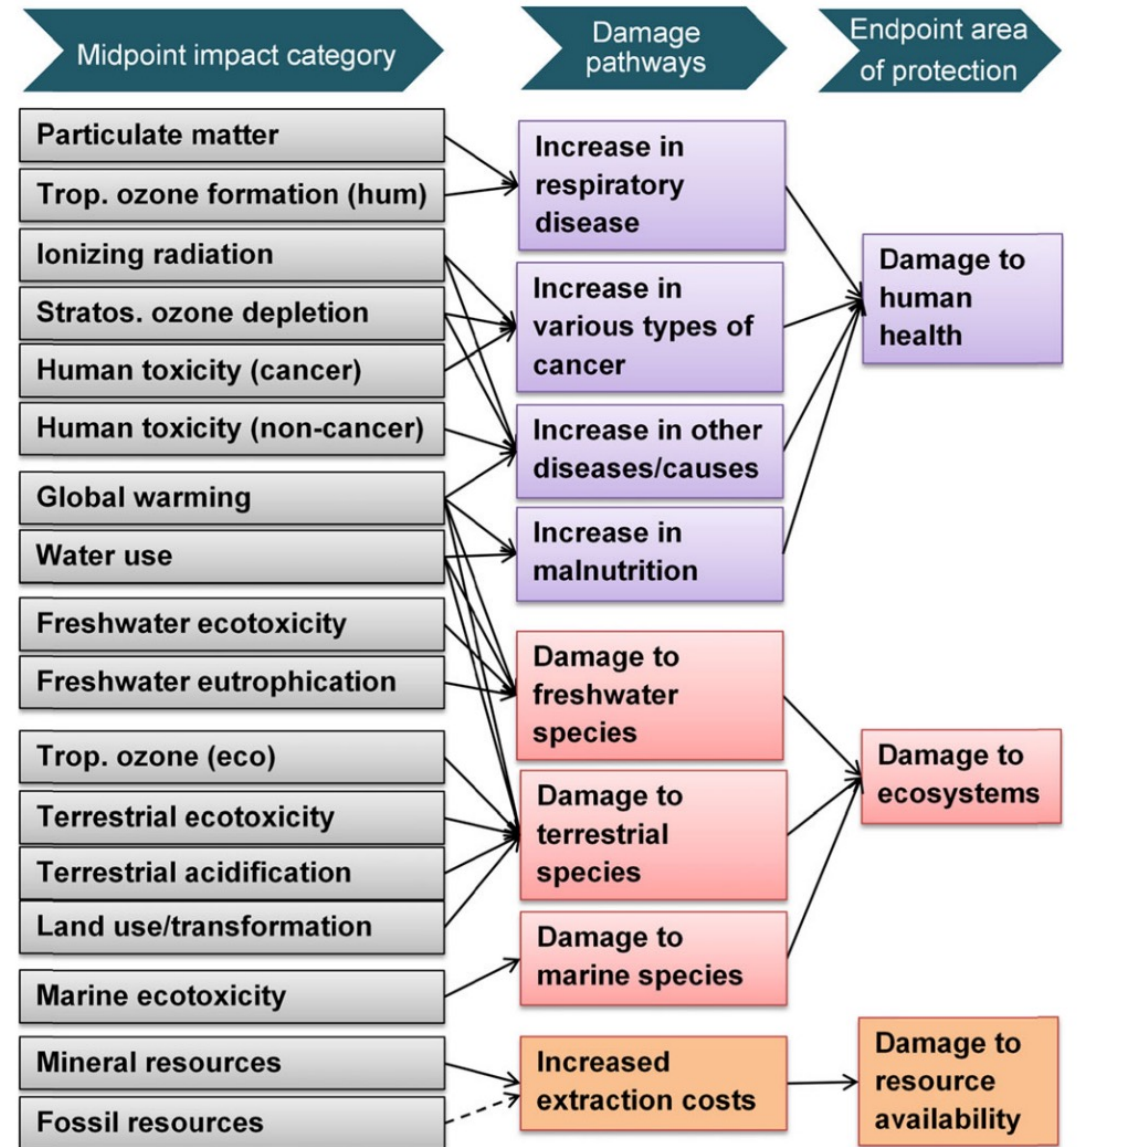 Midpoint impact category
Damage
pathways
Endpoint area
of protection
Particulate matter
Trop. ozone formation (hum)
Ionizing radiation
Stratos. ozone depletion
Human toxicity (cancer)
Human toxicity (non-cancer)
Global warming
Water use
Freshwater ecotoxicity
Freshwater eutrophication
Trop. ozone (eco)
Terrestrial ecotoxicity
Terrestrial acidification
Land use/transformation
Marine ecotoxicity
Mineral resources
Fossil resources
Increase in
respiratory
disease
Increase in
various types of
cancer
Increase in other
diseases/causes
Increase in
malnutrition
Damage to
freshwater
species
Damage to
terrestrial
species
Damage to
marine species
Increased
extraction costs
Damage to
human
health
Damage to
ecosystems
Damage to
resource
availability